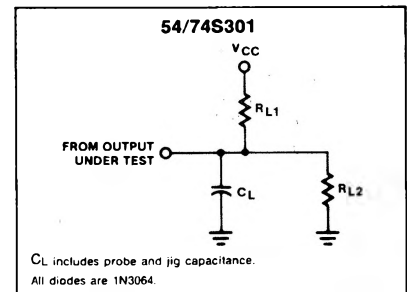 54/74S301
VCC
RL1
FROM OUTPUT
UNDER TEST
CL
RL2
CL includes probe and jig capacitance.
All diodes are 1N3064.